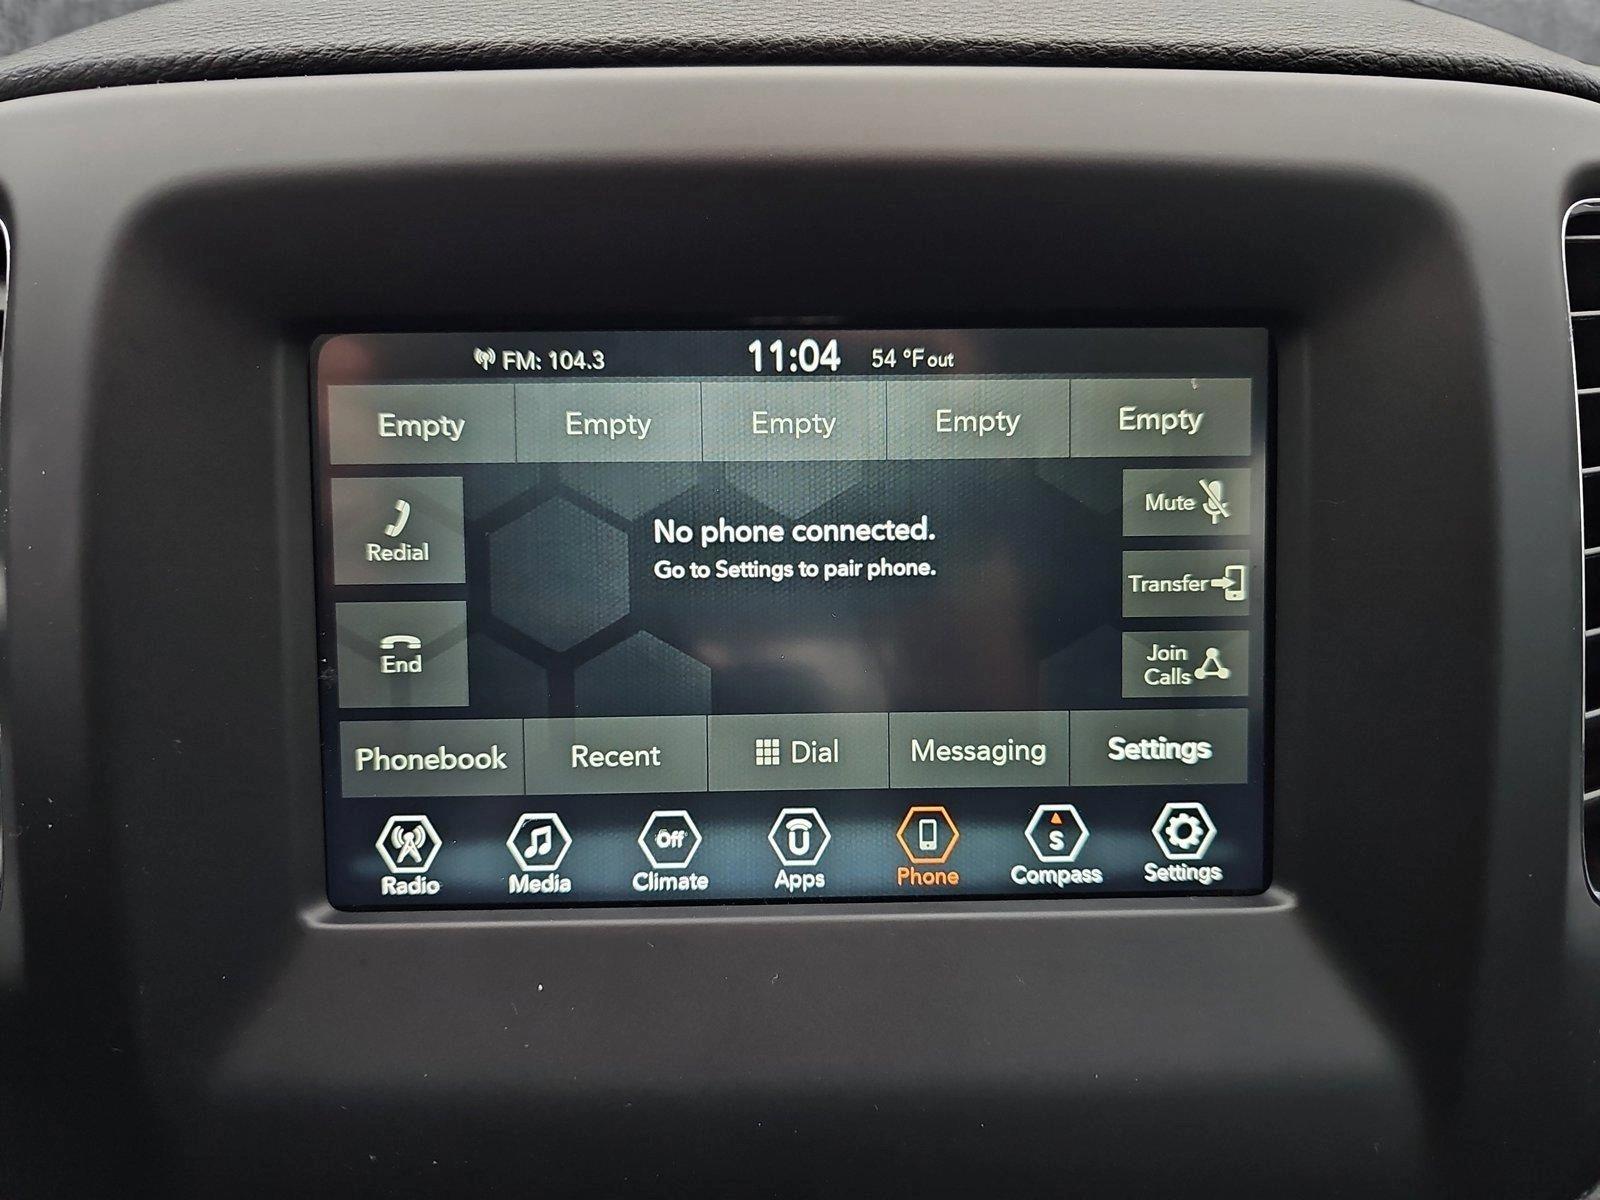 FM: 104.3 11:04 54 °F out
Empty Empty Empty Empty Empty
Redial
End
No phone connected.
Go to Settings to pair phone.
Mute
Transfer
Join
Calls
Phonebook Recent Dial Messaging Settings
Off U S
Radio Media Climate Apps Phone Compass Settings